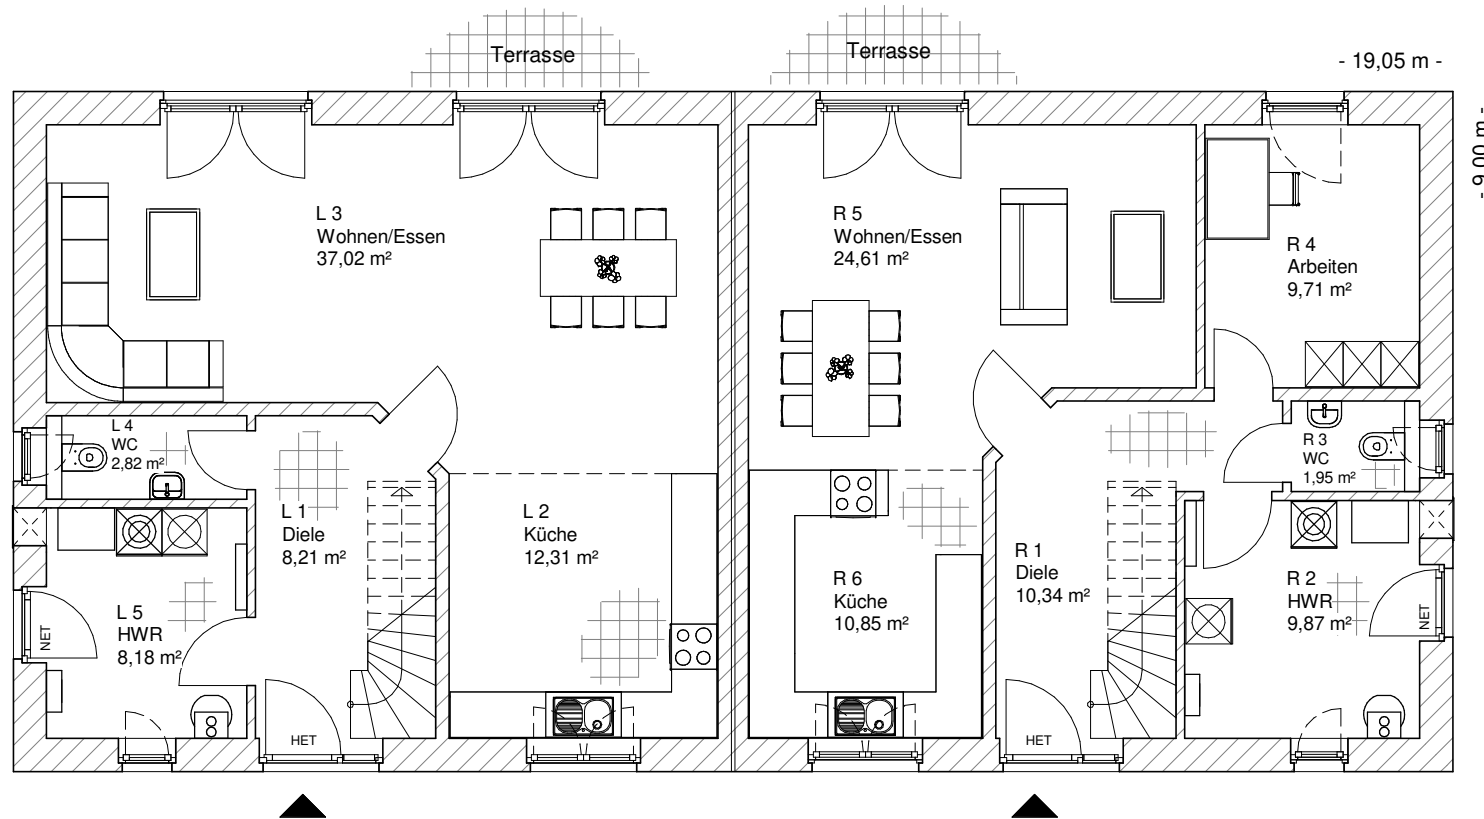 Terrasse
Terrasse
- 19,05 m -
- 9,00 m -
L 3
Wohnen/Essen
37,02 m²
R 5
Wohnen/Essen
24,61 m²
R 4
Arbeiten
9,71 m²
L 4
WC
2,82 m²
R 3
WC
1,95 m²
L 1
Diele
8,21 m²
L 2
Küche
12,31 m²
R 6
Küche
10,85 m²
R 1
Diele
10,34 m²
R 2
HWR
9,87 m²
L 5
HWR
8,18 m²
NET
NET
HET
HET